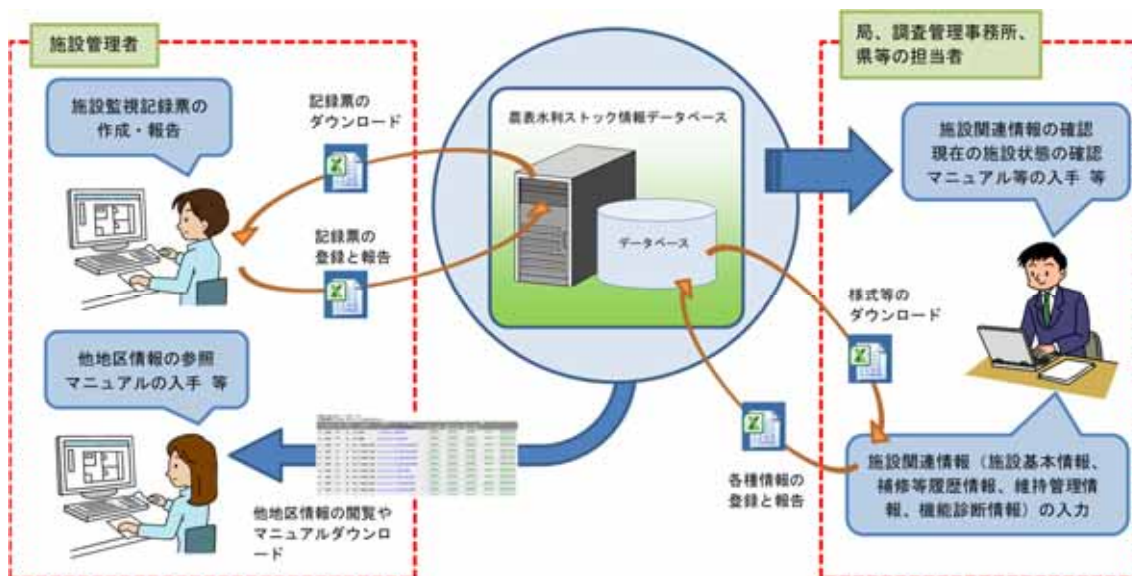 施設管理者
施設監視記録票の
作成・報告
記録票の
ダウンロード
記録票の
登録と報告
他地区情報の参照
マニュアルの入手 等
他地区情報の閲覧や
マニュアルダウンロ
ード
農表水利ストック情報データベース
データベース
局、調査管理事務所、
県等の担当者
施設関連情報の確認
現在の施設状態の確認
マニュアル等の入手 等
様式等の
ダウンロード
各種情報の
登録と報告
施設関連情報（施設基本情報、
補修等履歴情報、維持管理情
報、機能診断情報）の入力